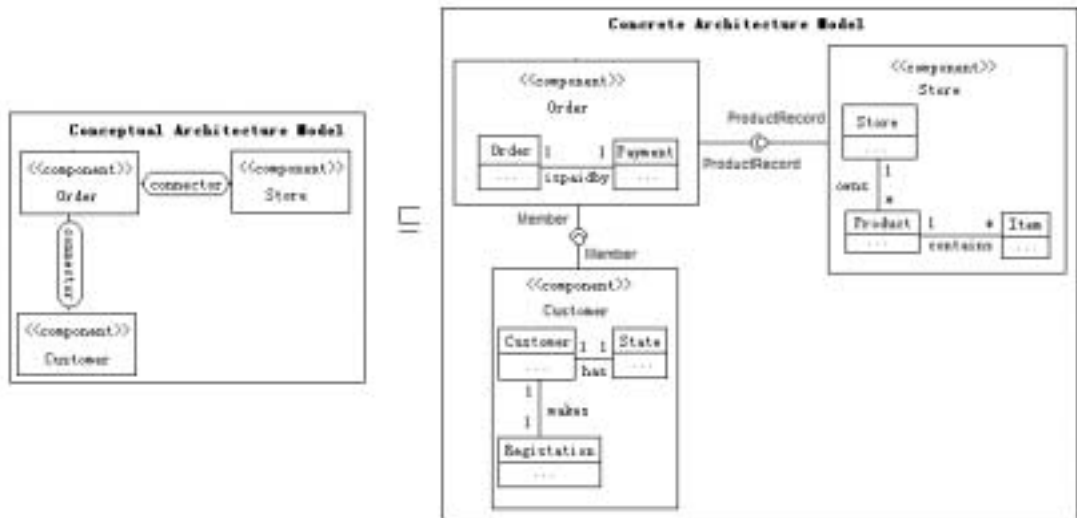 Conceptual Architecture Model
<<component>>
Order
connector
<<component>>
Store
connector
<<component>>
Customer
⊑
Concrete Architecture Model
<<component>>
Order
Order
...
1 1
ispaidby
Payment
...
ProductRecord
ProductRecord
<<component>>
Store
Store
...
1
owns
*
Product
...
1 *
contains
Item
...
Member
Member
<<component>>
Customer
Customer
...
1 1
has
State
...
1
makes
1
Registation
...